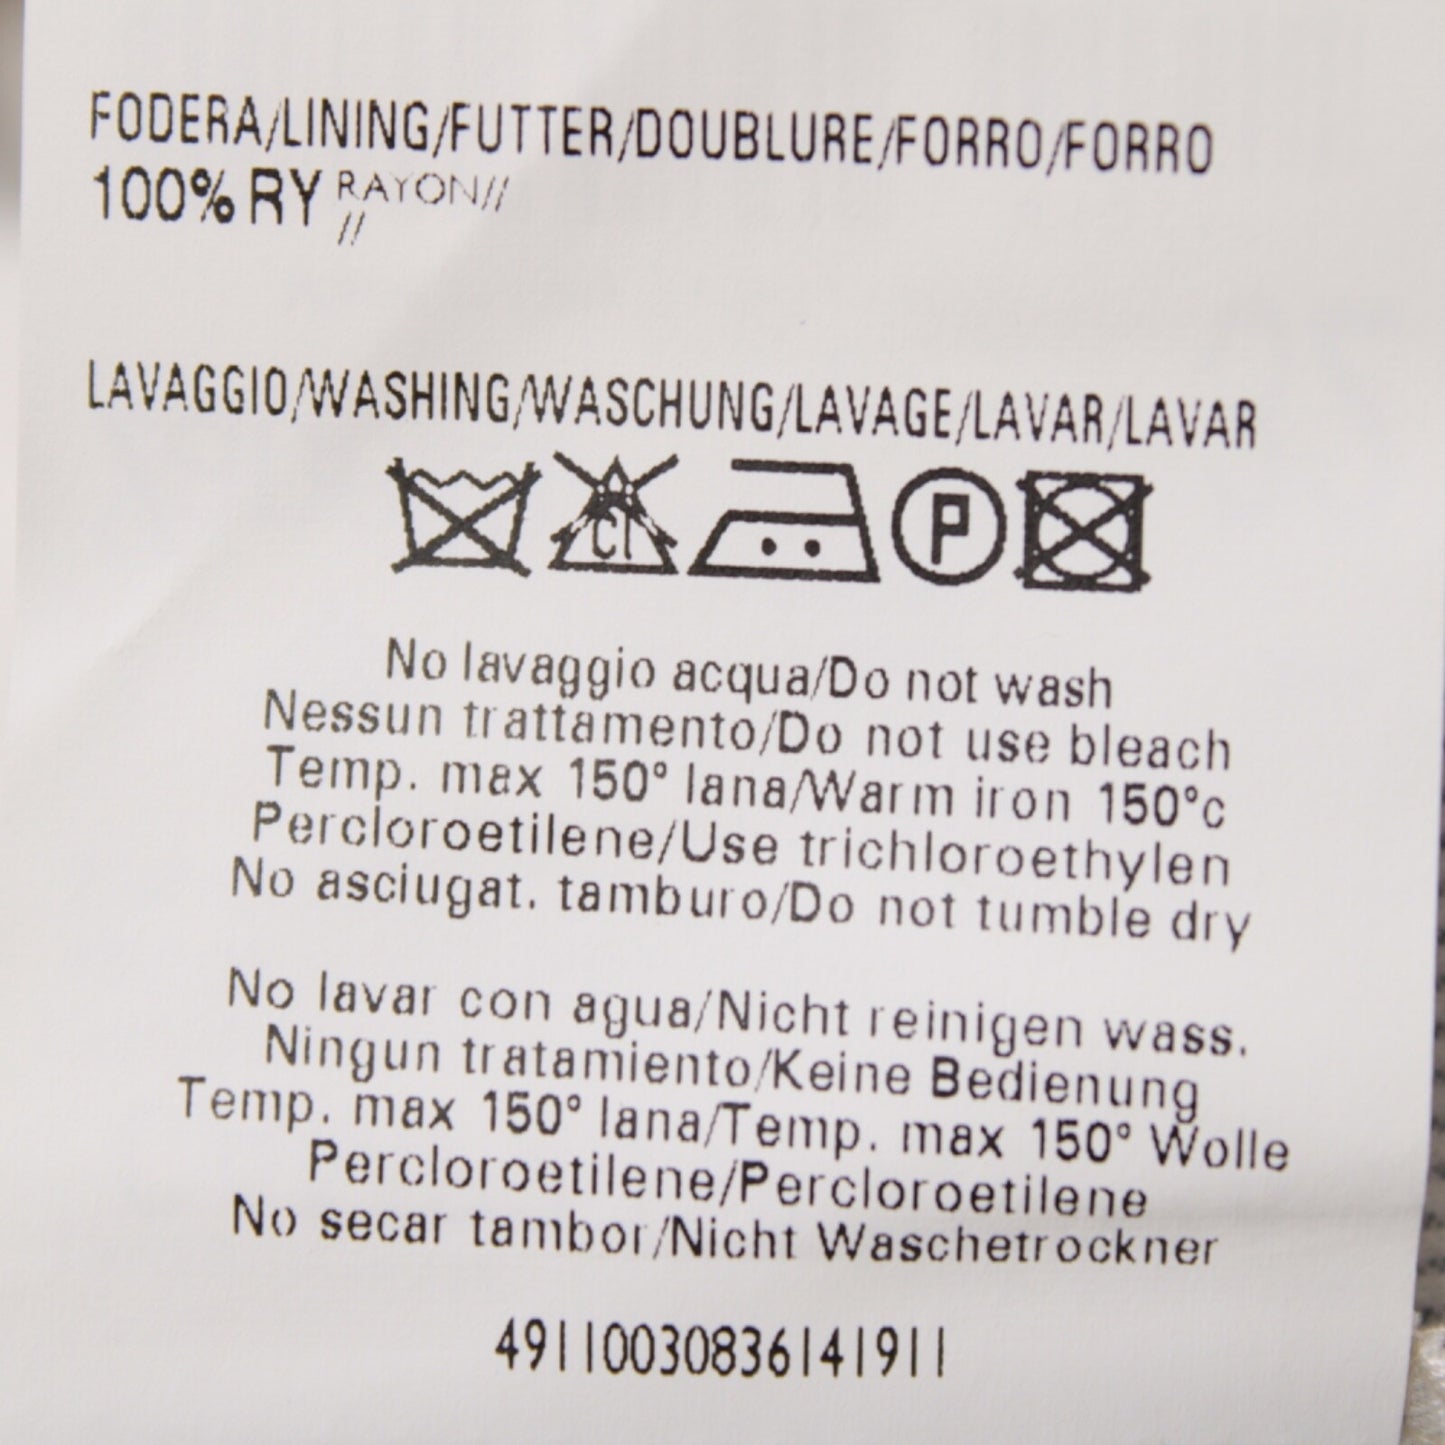 FODERA/LINING/FUTTER/DOUBLURE/FORRO/FORRO
100% RY RAYON//
//
LAVAGGIO/WASHING/WASCHUNG/LAVAGE/LAVAR/LAVAR
CI
P
No lavaggio acqua/Do not wash
Nessun trattamento/Do not use bleach
Temp. max 150° lana/Warm iron 150°c
Percloroetilene/Use trichloroethylen
No asciugat. tamburo/Do not tumble dry
No lavar con agua/Nicht reinigen wass.
Ningun tratamiento/Keine Bedienung
Temp. max 150° lana/Temp. max 150° Wolle
Percloroetilene/Percloroetilene
No secar tambor/Nicht Waschetrockner
49110030836141911